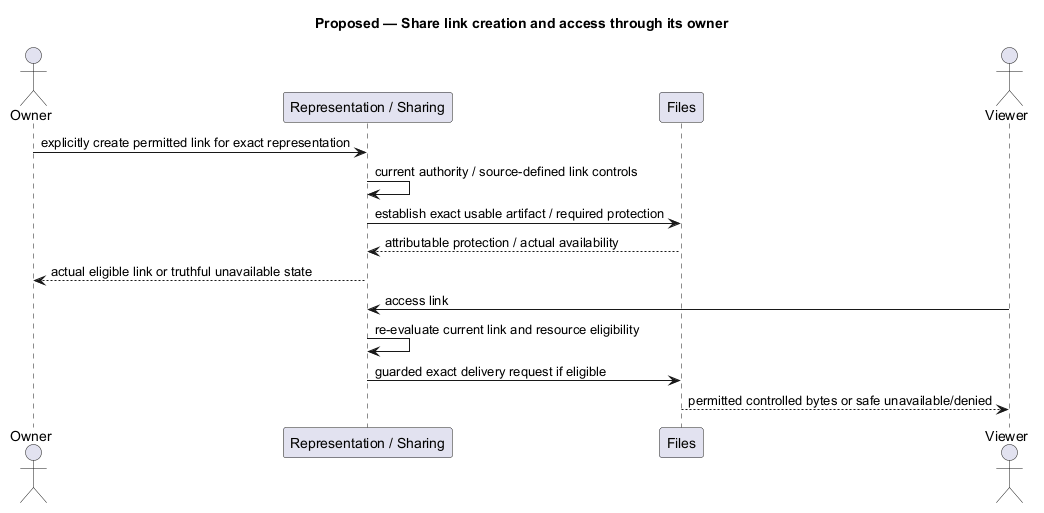 Proposed — Share link creation and access through its owner
Owner
Representation / Sharing
Files
Viewer
explicitly create permitted link for exact representation
current authority / source-defined link controls
establish exact usable artifact / required protection
attributable protection / actual availability
actual eligible link or truthful unavailable state
access link
re-evaluate current link and resource eligibility
guarded exact delivery request if eligible
permitted controlled bytes or safe unavailable/denied
Owner
Representation / Sharing
Files
Viewer